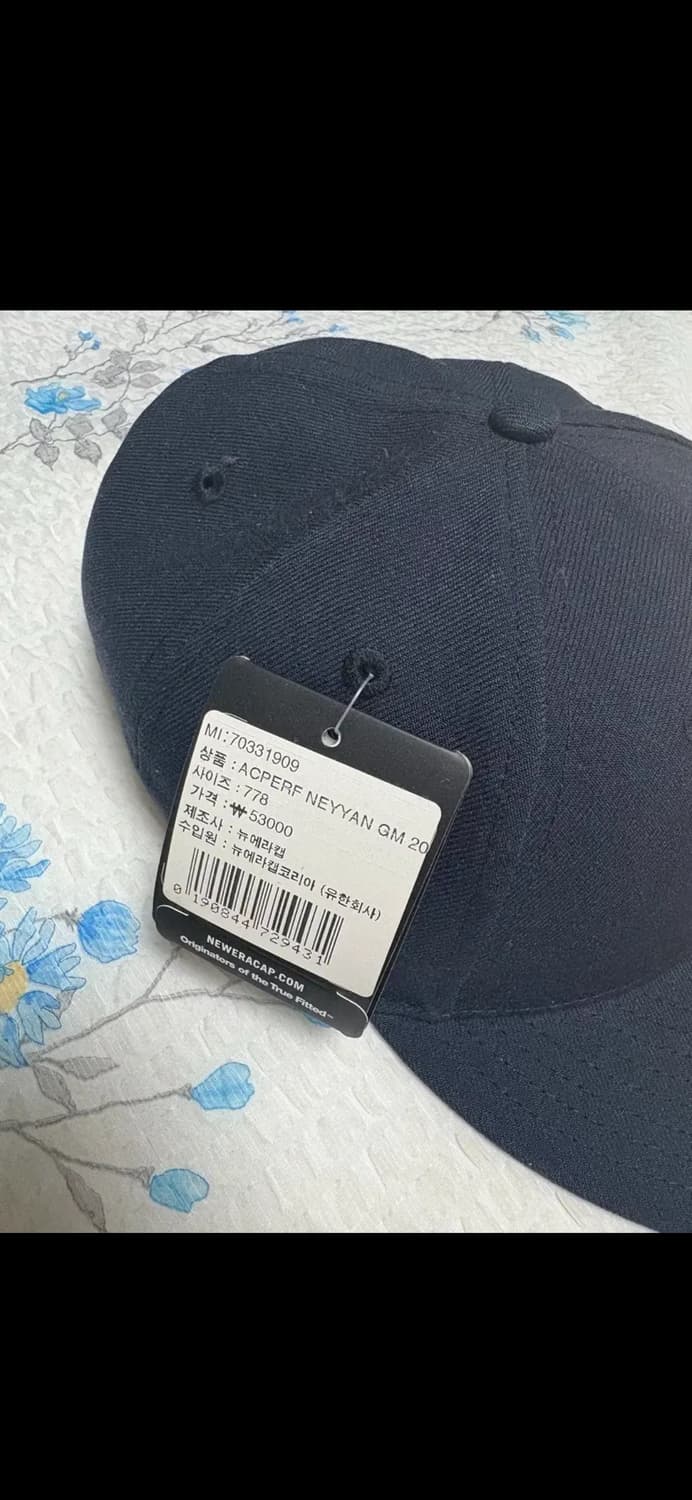 MI:70331909
상품 : ACPERF NEYYAN GM 20
사이즈 : 778
가격 : ₩ 53000
제조사 : 뉴에라캡
수입원 : 뉴에라캡코리아 (유한회사)
0 190844 729431
NEWERACAP.COM
Originators of the True Fitted™